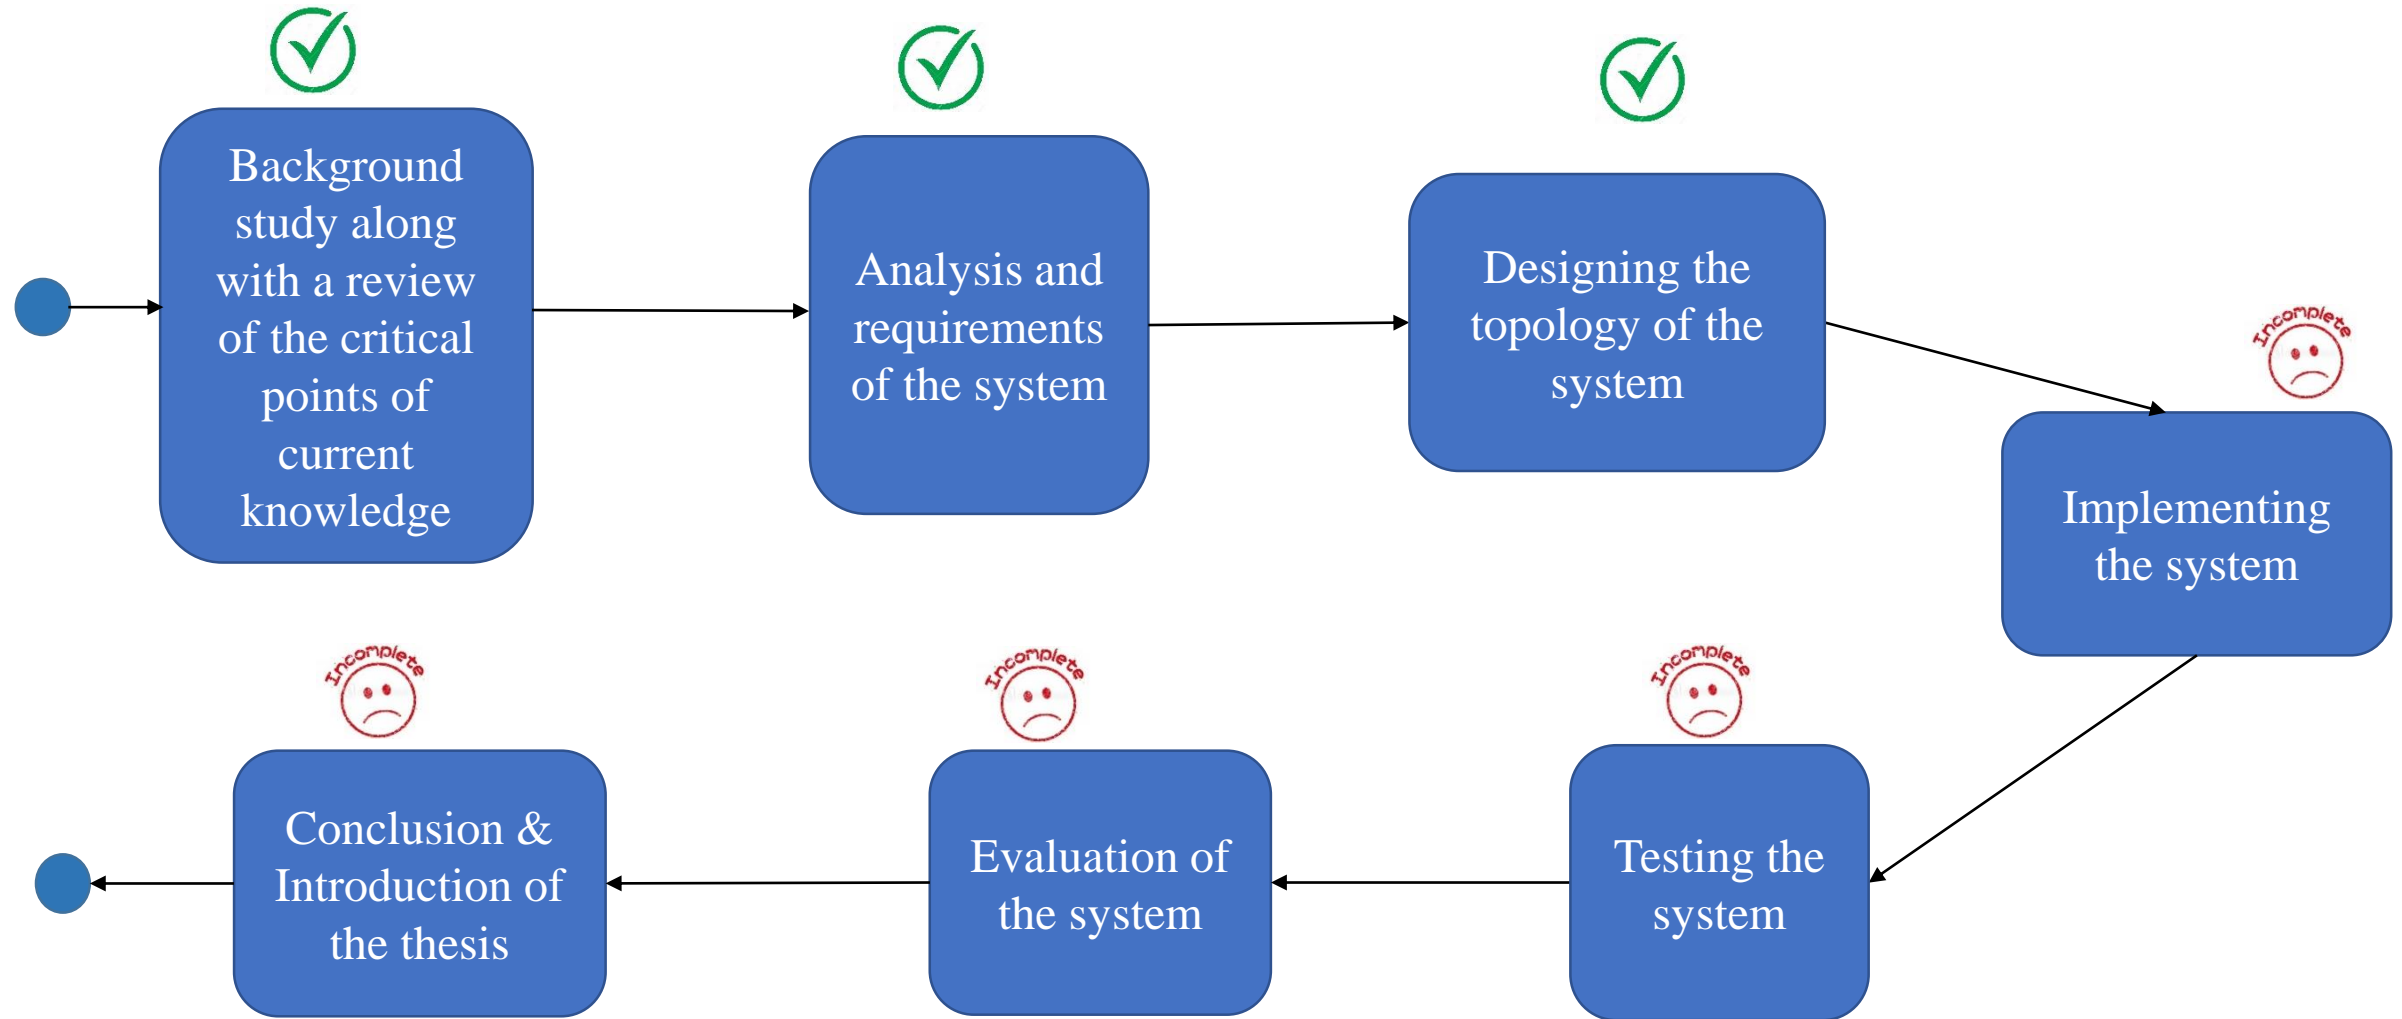 Background
study along
with a review
of the critical
points of
current
knowledge
Analysis and
requirements
of the system
Designing the
topology of the
system
Incomplete
Implementing
the system
Incomplete
Testing the
system
Incomplete
Evaluation of
the system
Incomplete
Conclusion &
Introduction of
the thesis